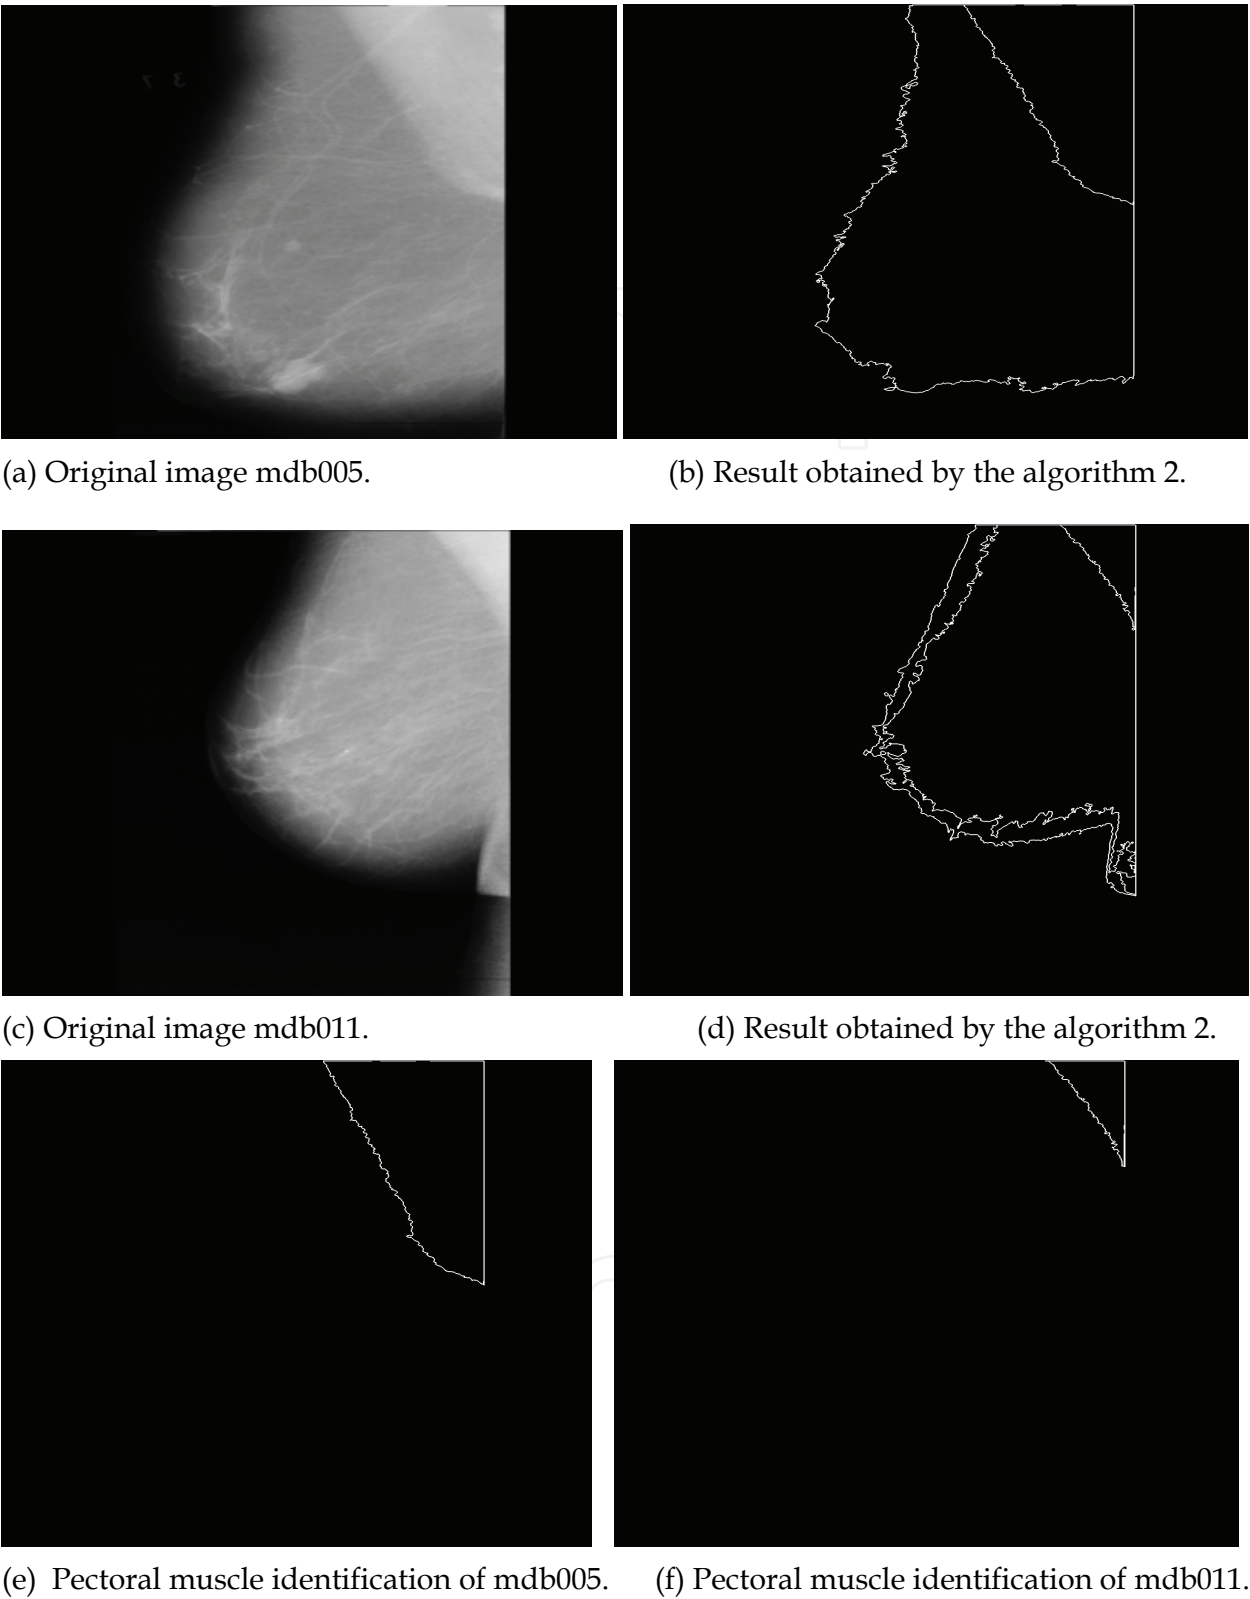 (a) Original image mdb005.
(b) Result obtained by the algorithm 2.
(c) Original image mdb011.
(d) Result obtained by the algorithm 2.
(e) Pectoral muscle identification of mdb005.
(f) Pectoral muscle identification of mdb011.